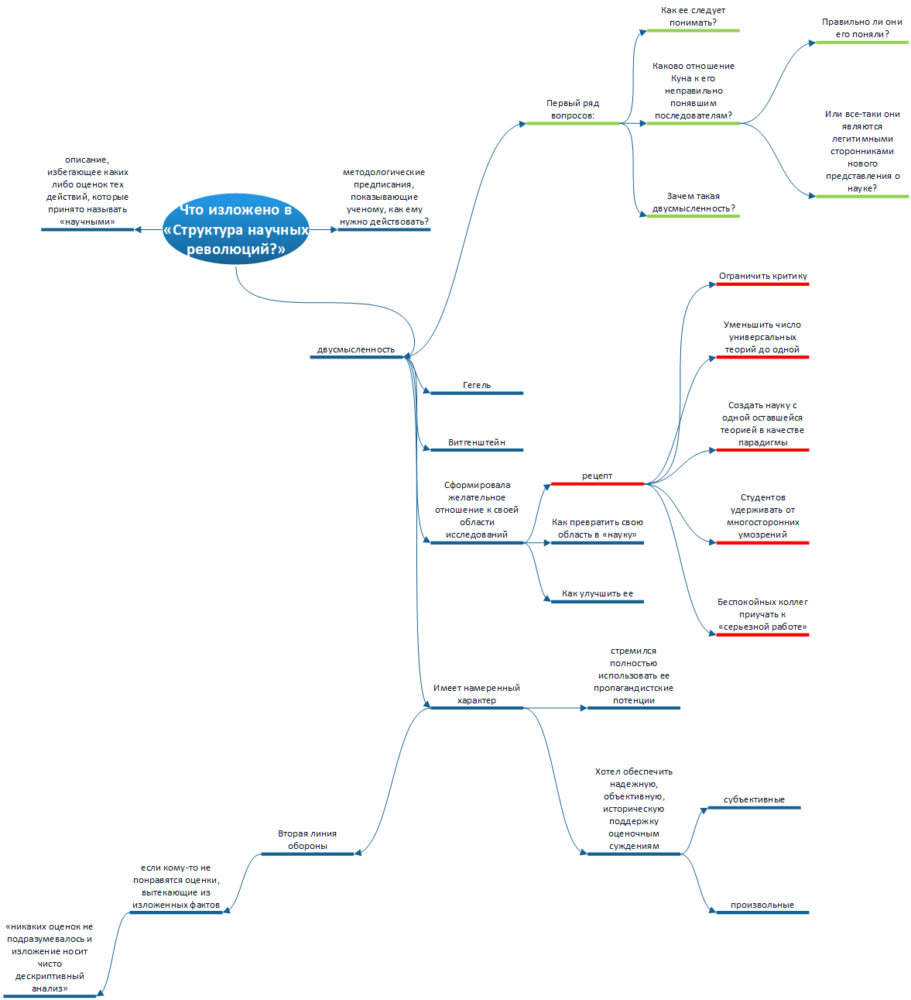 Как ее следует
понимать?
Правильно ли они
его поняли?
Каково отношение
Куна к его
неправильно
понявшим
последователям?
Первый ряд
вопросов:
Или все-таки они
являются
легитимными
сторонниками
нового
представления о
науке?
Зачем такая
двусмысленность?
описание,
избегающее каких
либо оценок тех
действий, которые
принято называть
«научными»
Что изложено в
«Структура научных
революций?»
методологические
предписания,
показывающие
ученому, как ему
нужно действовать?
двусмысленность
Гегель
Витгенштейн
Сформировала
желательное
отношение к своей
области
исследований
рецепт
Как превратить свою
область в «науку»
Как улучшить ее
Ограничить критику
Уменьшить число
универсальных
теорий до одной
Создать науку с
одной оставшейся
теорией в качестве
парадигмы
Студентов
удерживать от
многосторонних
умозрений
Беспокойных коллег
приучать к
«серьезной работе»
Имеет намеренный
характер
стремился
полностью
использовать ее
пропагандистские
потенции
Хотел обеспечить
надежную,
объективную,
историческую
поддержку
оценочным
суждениям
субъективные
произвольные
Вторая линия
обороны
если кому-то не
понравятся оценки,
вытекающие из
изложенных фактов
«никаких оценок не
подразумевалось и
изложение носит
чисто
дескриптивный
анализ»